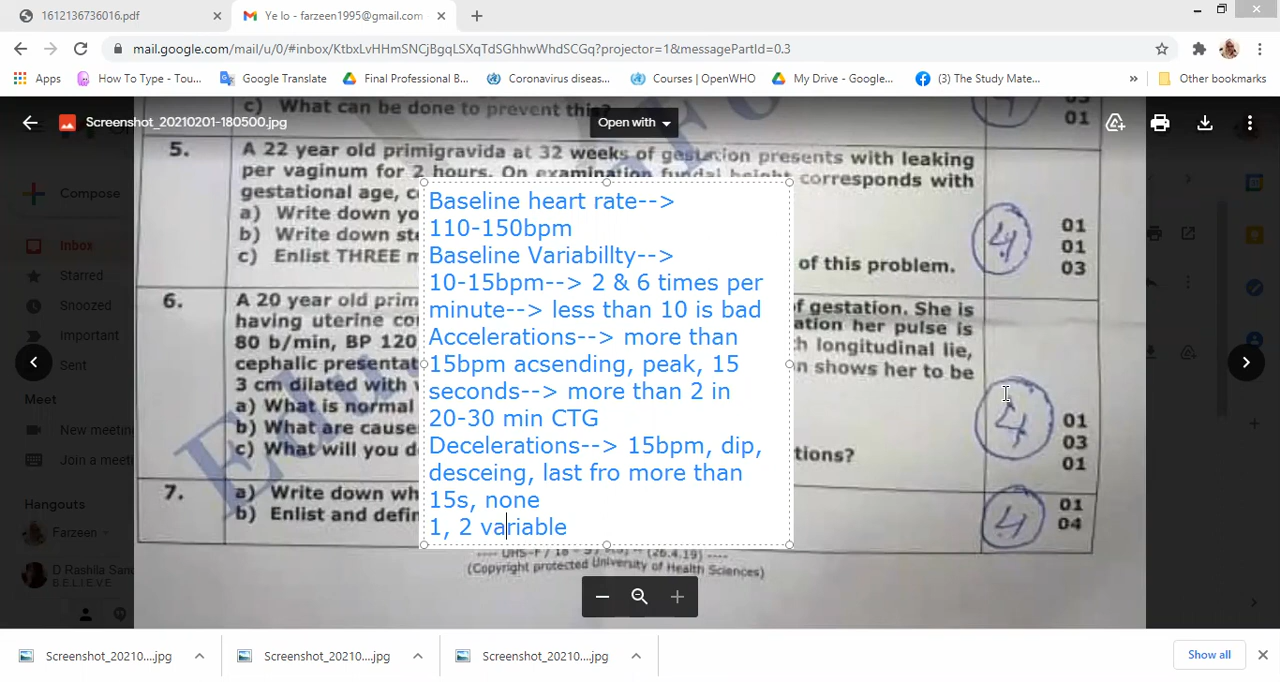 1612136736016.pdf
Ye lo - farzeen1995@gmail.com
mail.google.com/mail/u/0/#inbox/KtbxLvHHmSNCjBgqLSXqTdSGhhwWhdSCGq?projector=1&messagePartId=0.3
Apps
How To Type - Tou...
Google Translate
Final Professional B...
Coronavirus diseas...
Courses | OpenWHO
My Drive - Google...
(3) The Study Mate...
Other bookmarks
c) What can be done to prevent this?
01
Screenshot_20210201-180500.jpg
Open with
5. A 22 year old primigravida at 32 weeks of gestation presents with leaking
per vaginum for 2 hours. On examination fundal height corresponds with
gestational age, c
a) Write down yo
01
b) Write down st
01
c) Enlist THREE m
of this problem.
03
4
6. A 20 year old prim
of gestation. She is
having uterine co
ation her pulse is
80 b/min, BP 120
h longitudinal lie,
cephalic presentat
n shows her to be
3 cm dilated with
a) What is normal
01
b) What are cause
03
c) What will you d
tions?
01
4
7. a) Write down wh
01
b) Enlist and defin
04
4
(Copyright protected University of Health Sciences)
Baseline heart rate-->
110-150bpm
Baseline Variabillty-->
10-15bpm--> 2 & 6 times per
minute--> less than 10 is bad
Accelerations--> more than
15bpm acsending, peak, 15
seconds--> more than 2 in
20-30 min CTG
Decelerations--> 15bpm, dip,
desceing, last fro more than
15s, none
1, 2 variable
Compose
Inbox
Starred
Snoozed
Important
Sent
Meet
New meetin
Join a meetin
Hangouts
Farzeen
D Rashila Sand
B.E.L.I.E.V.E
Screenshot_20210....jpg
Screenshot_20210....jpg
Screenshot_20210....jpg
Show all